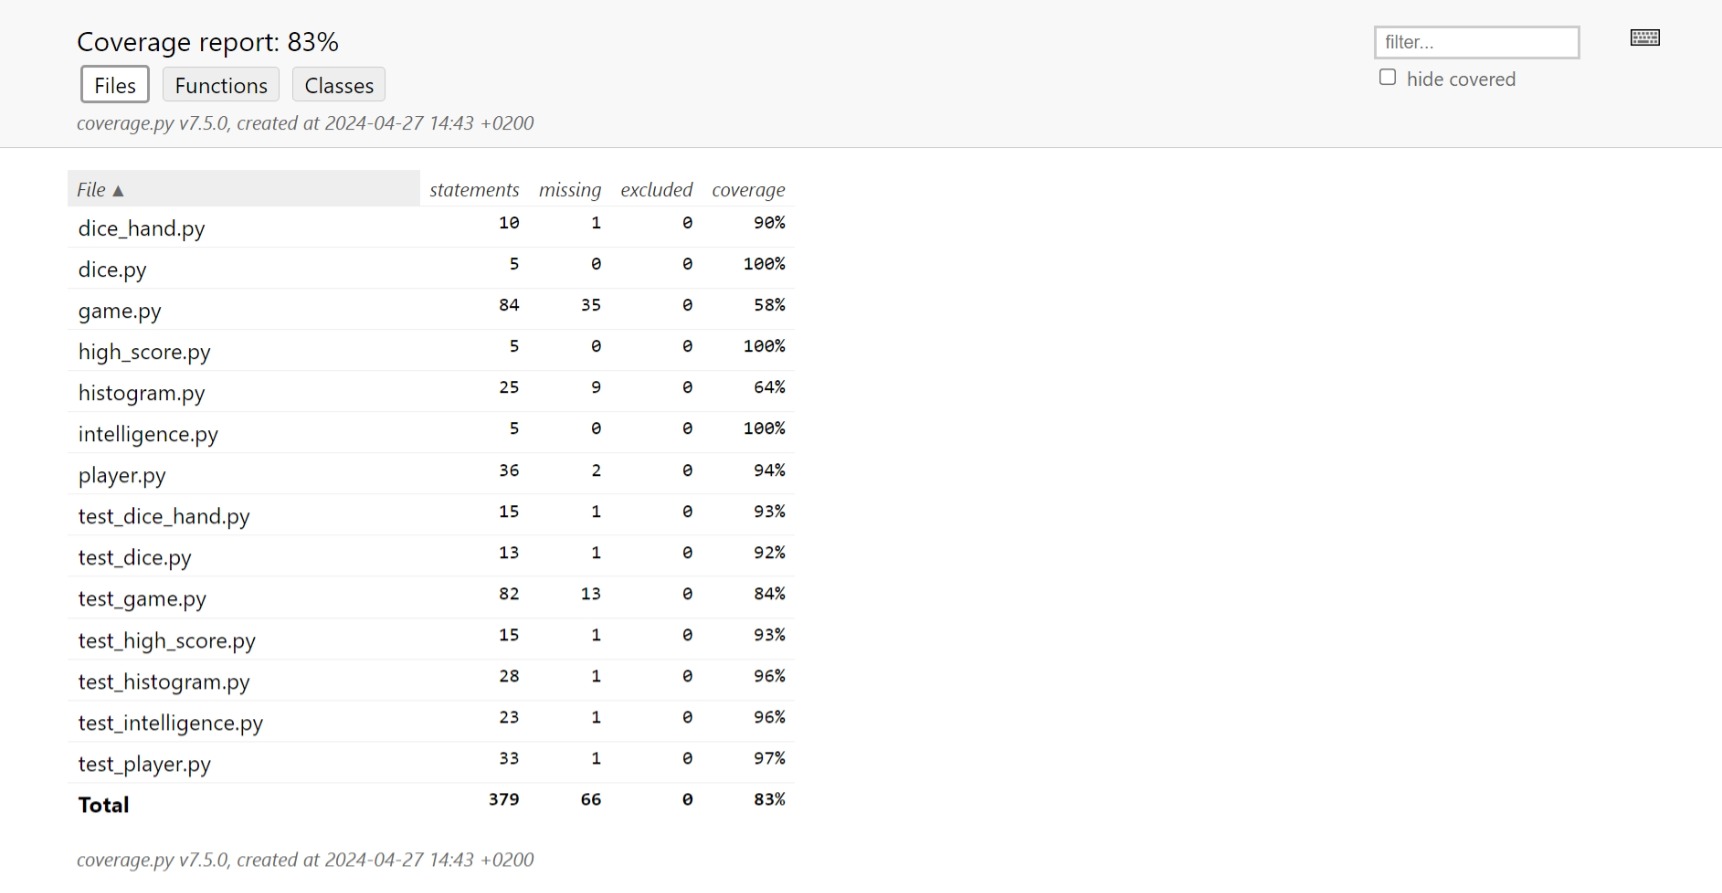 Coverage report: 83%
filter...
hide covered
Files Functions Classes
coverage.py v7.5.0, created at 2024-04-27 14:43 +0200
File ▲ statements missing excluded coverage
dice_hand.py 10 1 0 90%
dice.py 5 0 0 100%
game.py 84 35 0 58%
high_score.py 5 0 0 100%
histogram.py 25 9 0 64%
intelligence.py 5 0 0 100%
player.py 36 2 0 94%
test_dice_hand.py 15 1 0 93%
test_dice.py 13 1 0 92%
test_game.py 82 13 0 84%
test_high_score.py 15 1 0 93%
test_histogram.py 28 1 0 96%
test_intelligence.py 23 1 0 96%
test_player.py 33 1 0 97%
Total 379 66 0 83%
coverage.py v7.5.0, created at 2024-04-27 14:43 +0200